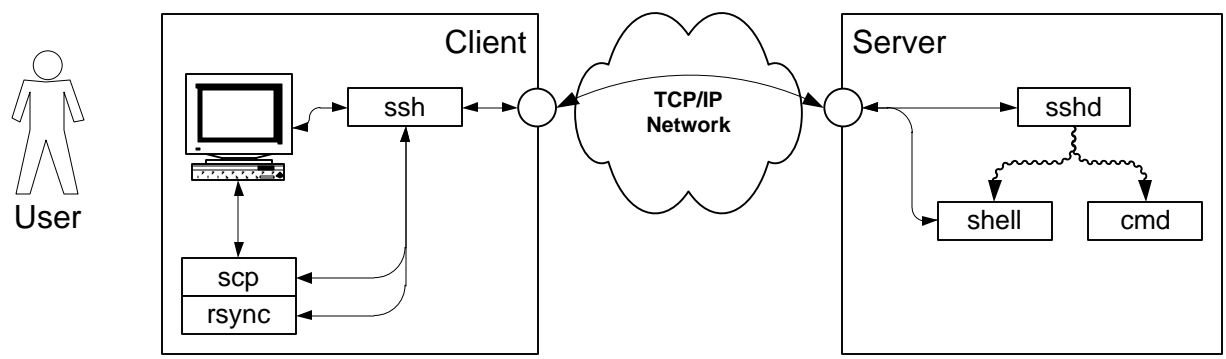 Client
Server
ssh
TCP/IP
Network
sshd
User
shell
cmd
scp
rsync